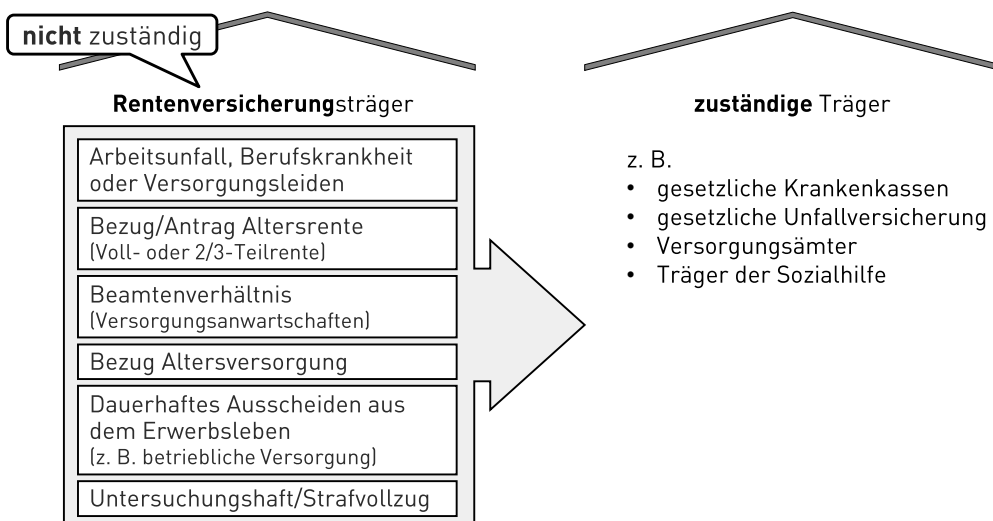 nicht zuständig
Rentenversicherungsträger
Arbeitsunfall, Berufskrankheit
oder Versorgungsleiden
Bezug/Antrag Altersrente
(Voll- oder 2/3-Teilrente)
Beamtenverhältnis
(Versorgungsanwartschaften)
Bezug Altersversorgung
Dauerhaftes Ausscheiden aus
dem Erwerbsleben
(z. B. betriebliche Versorgung)
Untersuchungshaft/Strafvollzug
zuständige Träger
z. B.
• gesetzliche Krankenkassen
• gesetzliche Unfallversicherung
• Versorgungsämter
• Träger der Sozialhilfe